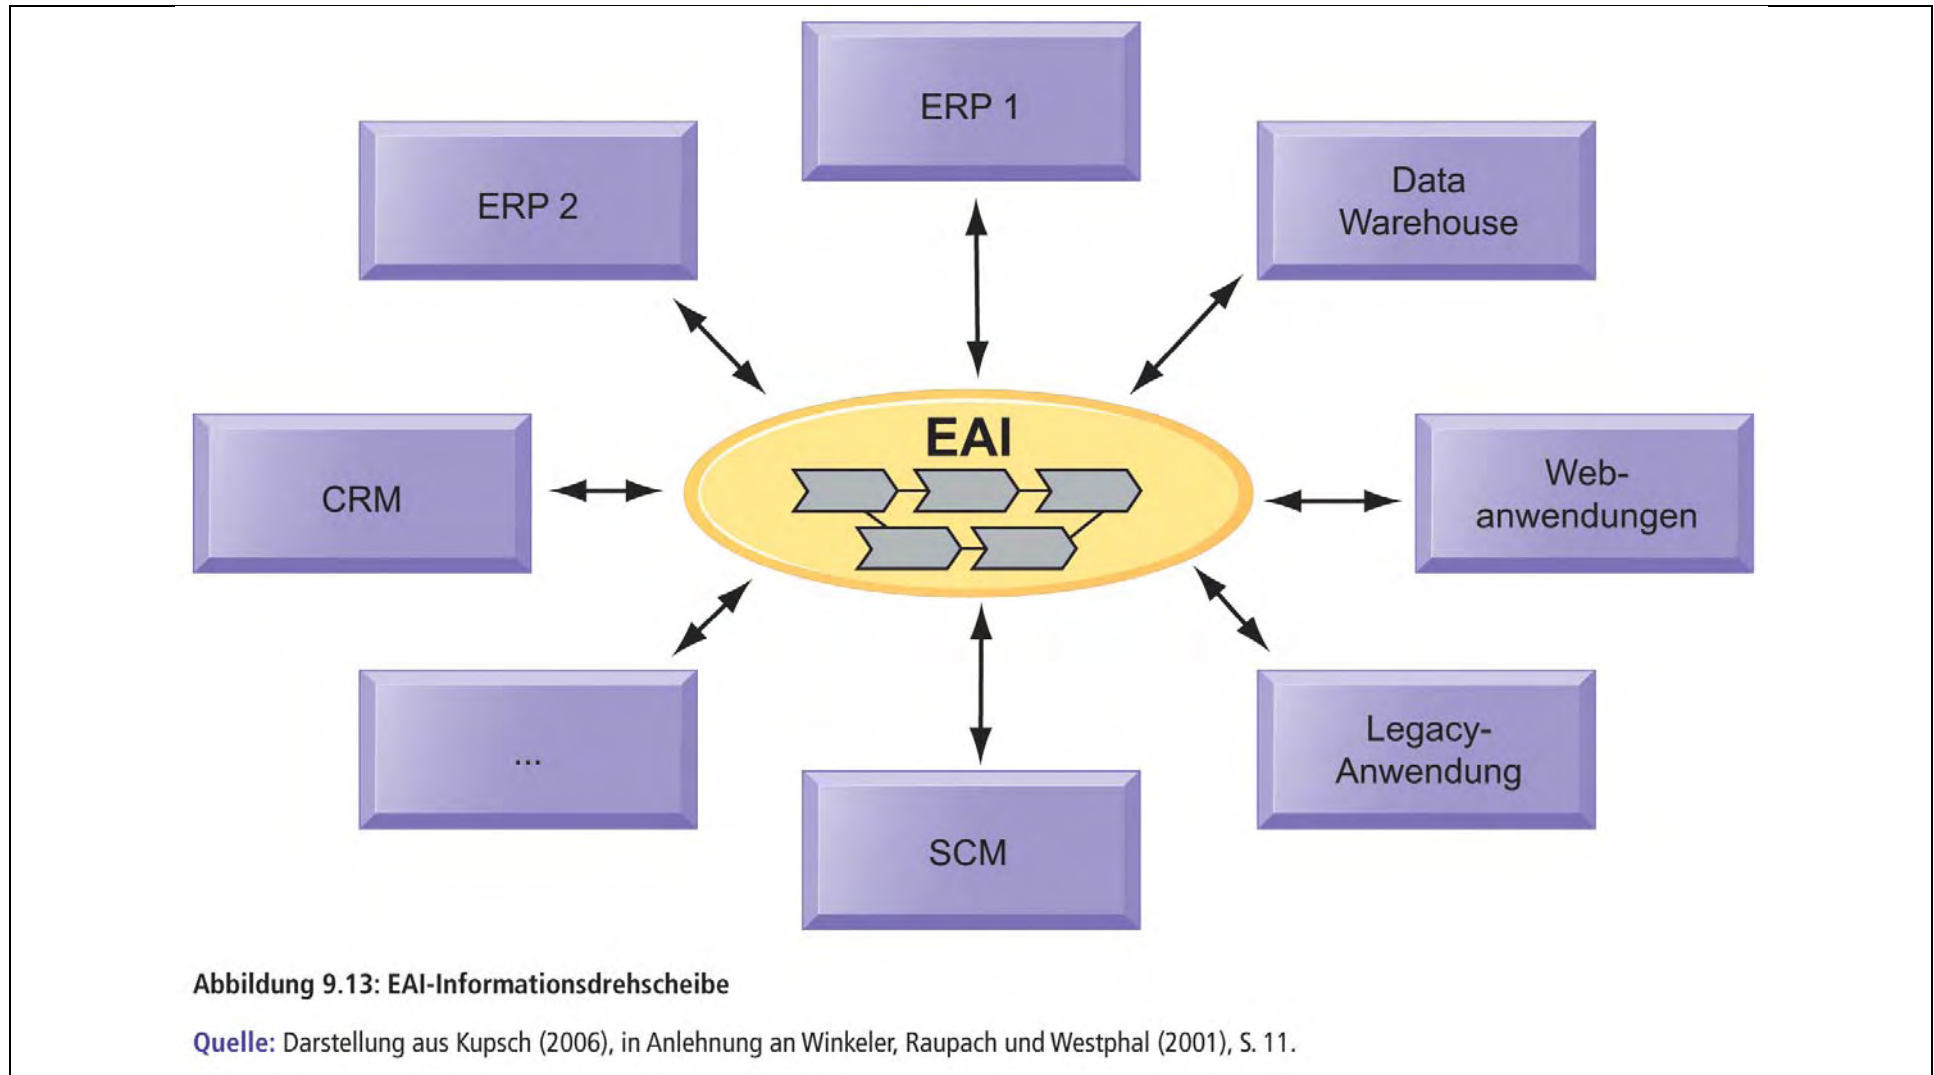 ERP 1
ERP 2
Data
Warehouse
EAI
CRM
Web-
anwendungen
...
Legacy-
Anwendung
SCM
Abbildung 9.13: EAI-Informationsdrehscheibe
Quelle: Darstellung aus Kupsch (2006), in Anlehnung an Winkeler, Raupach und Westphal (2001), S. 11.